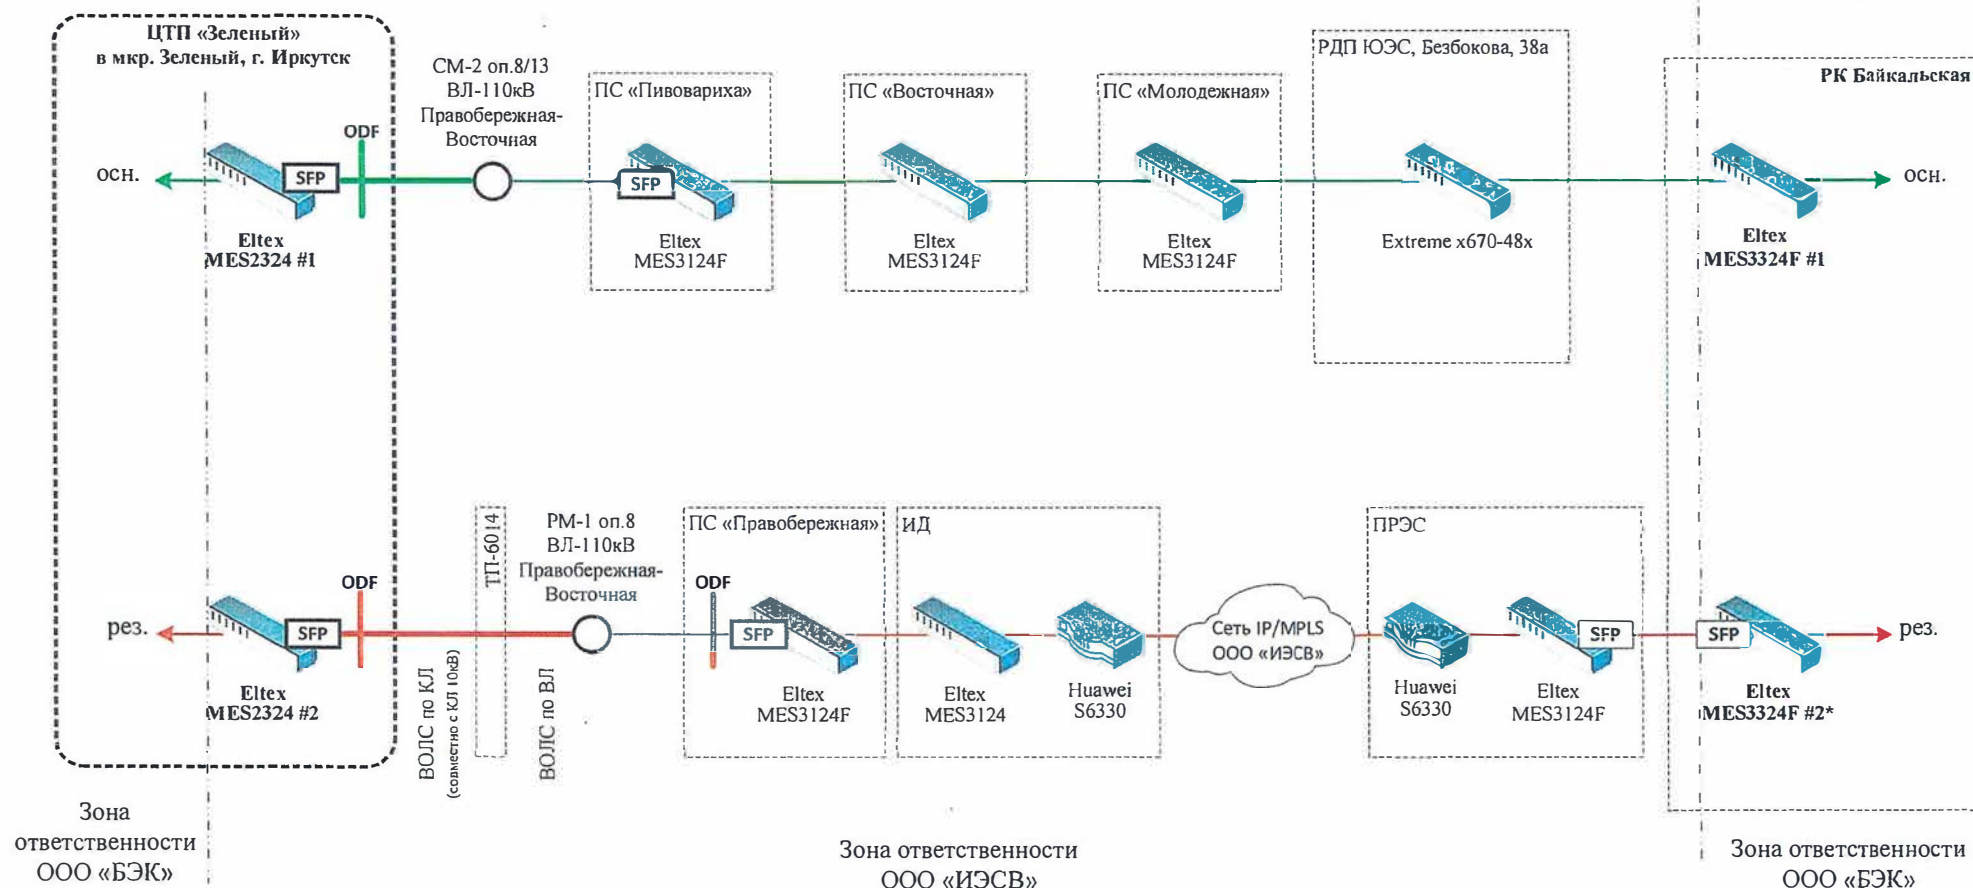 ЦТП «Зеленый»
в мкр. Зеленый, г. Иркутск
СМ-2 оп.8/13
ВЛ-110кВ
Правобережная-
Восточная
ПС «Пивовариха»
ПС «Восточная»
ПС «Молодежная»
РДП ЮЭС, Безбокова, 38а
РК Байкальская
ODF
осн.
SFP
SFP
осн.
Eltex
MES2324 #1
Eltex
MES3124F
Eltex
MES3124F
Eltex
MES3124F
Extreme x670-48x
Eltex
MES3324F #1
ТП-6014
РМ-1 оп.8
ВЛ-110кВ
Правобережная-
Восточная
ПС «Правобережная»
ИД
ПРЭС
ODF
ODF
рез.
SFP
SFP
Сеть IP/MPLS
ООО «ИЭСВ»
SFP
SFP
рез.
Eltex
MES2324 #2
ВОЛС по КЛ
(совместно с КЛ 10кВ)
ВОЛС по ВЛ
Eltex
MES3124F
Eltex
MES3124
Huawei
S6330
Huawei
S6330
Eltex
MES3124F
Eltex
MES3324F #2*
Зона
ответственности
ООО «БЭК»
Зона ответственности
ООО «ИЭСВ»
Зона ответственности
ООО «БЭК»